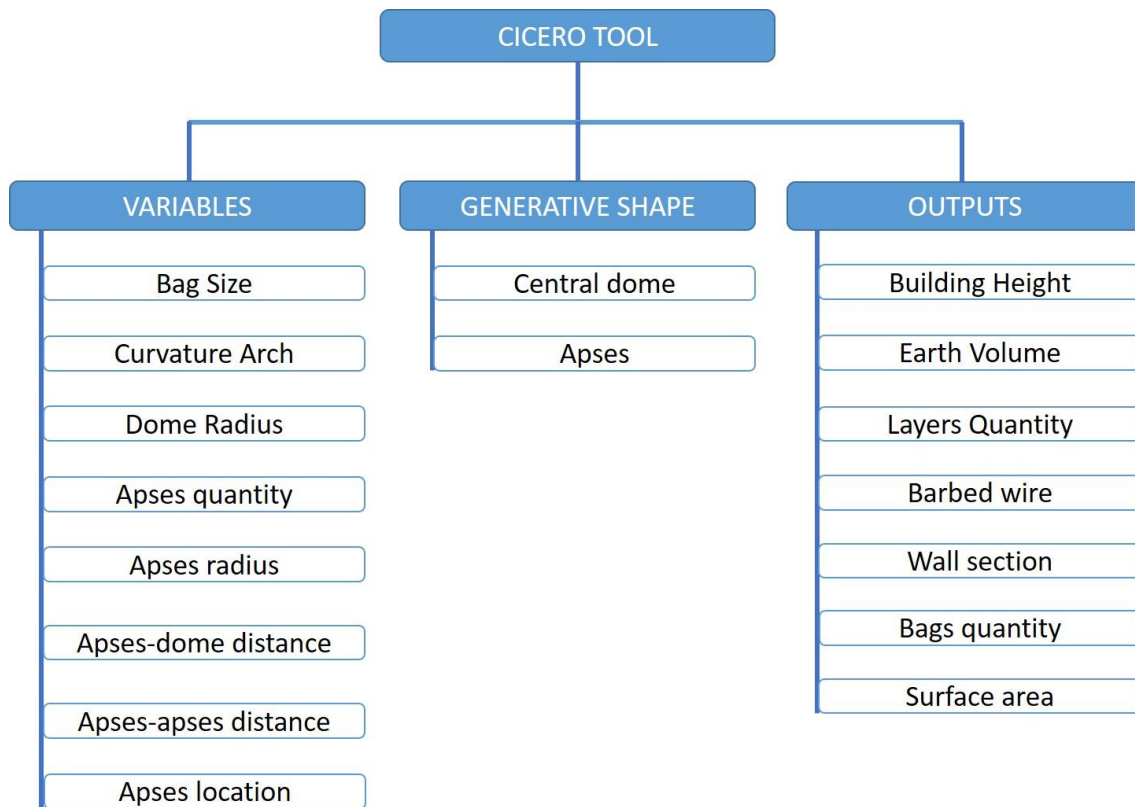 CICERO TOOL
VARIABLES
Bag Size
Curvature Arch
Dome Radius
Apses quantity
Apses radius
Apses-dome distance
Apses-apses distance
Apses location
GENERATIVE SHAPE
Central dome
Apses
OUTPUTS
Building Height
Earth Volume
Layers Quantity
Barbed wire
Wall section
Bags quantity
Surface area